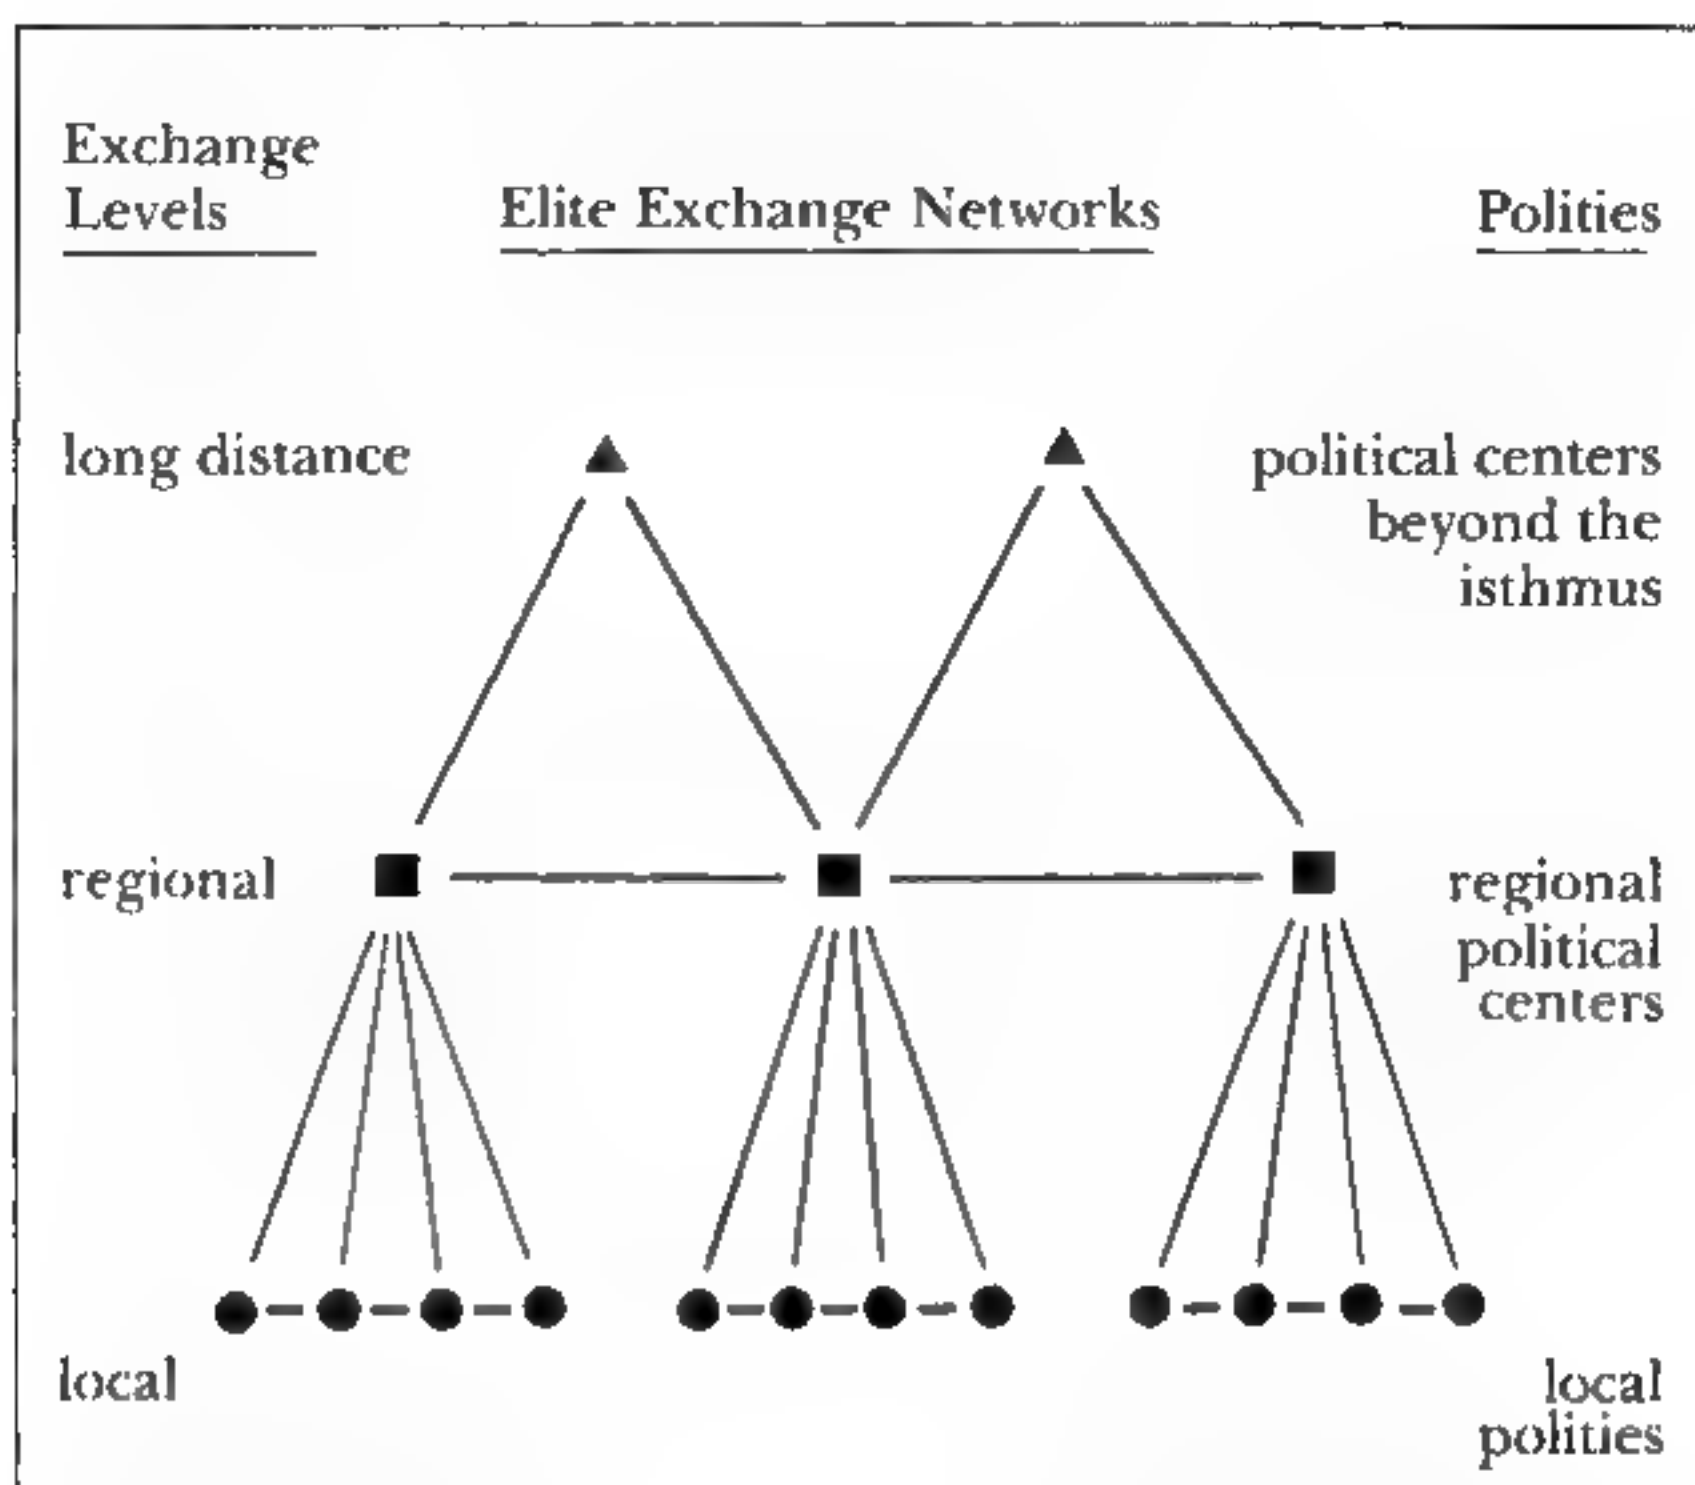 Exchange
Levels
Elite Exchange Networks
Polities
long distance
political centers
beyond the
isthmus
regional
regional
political
centers
local
local
polities